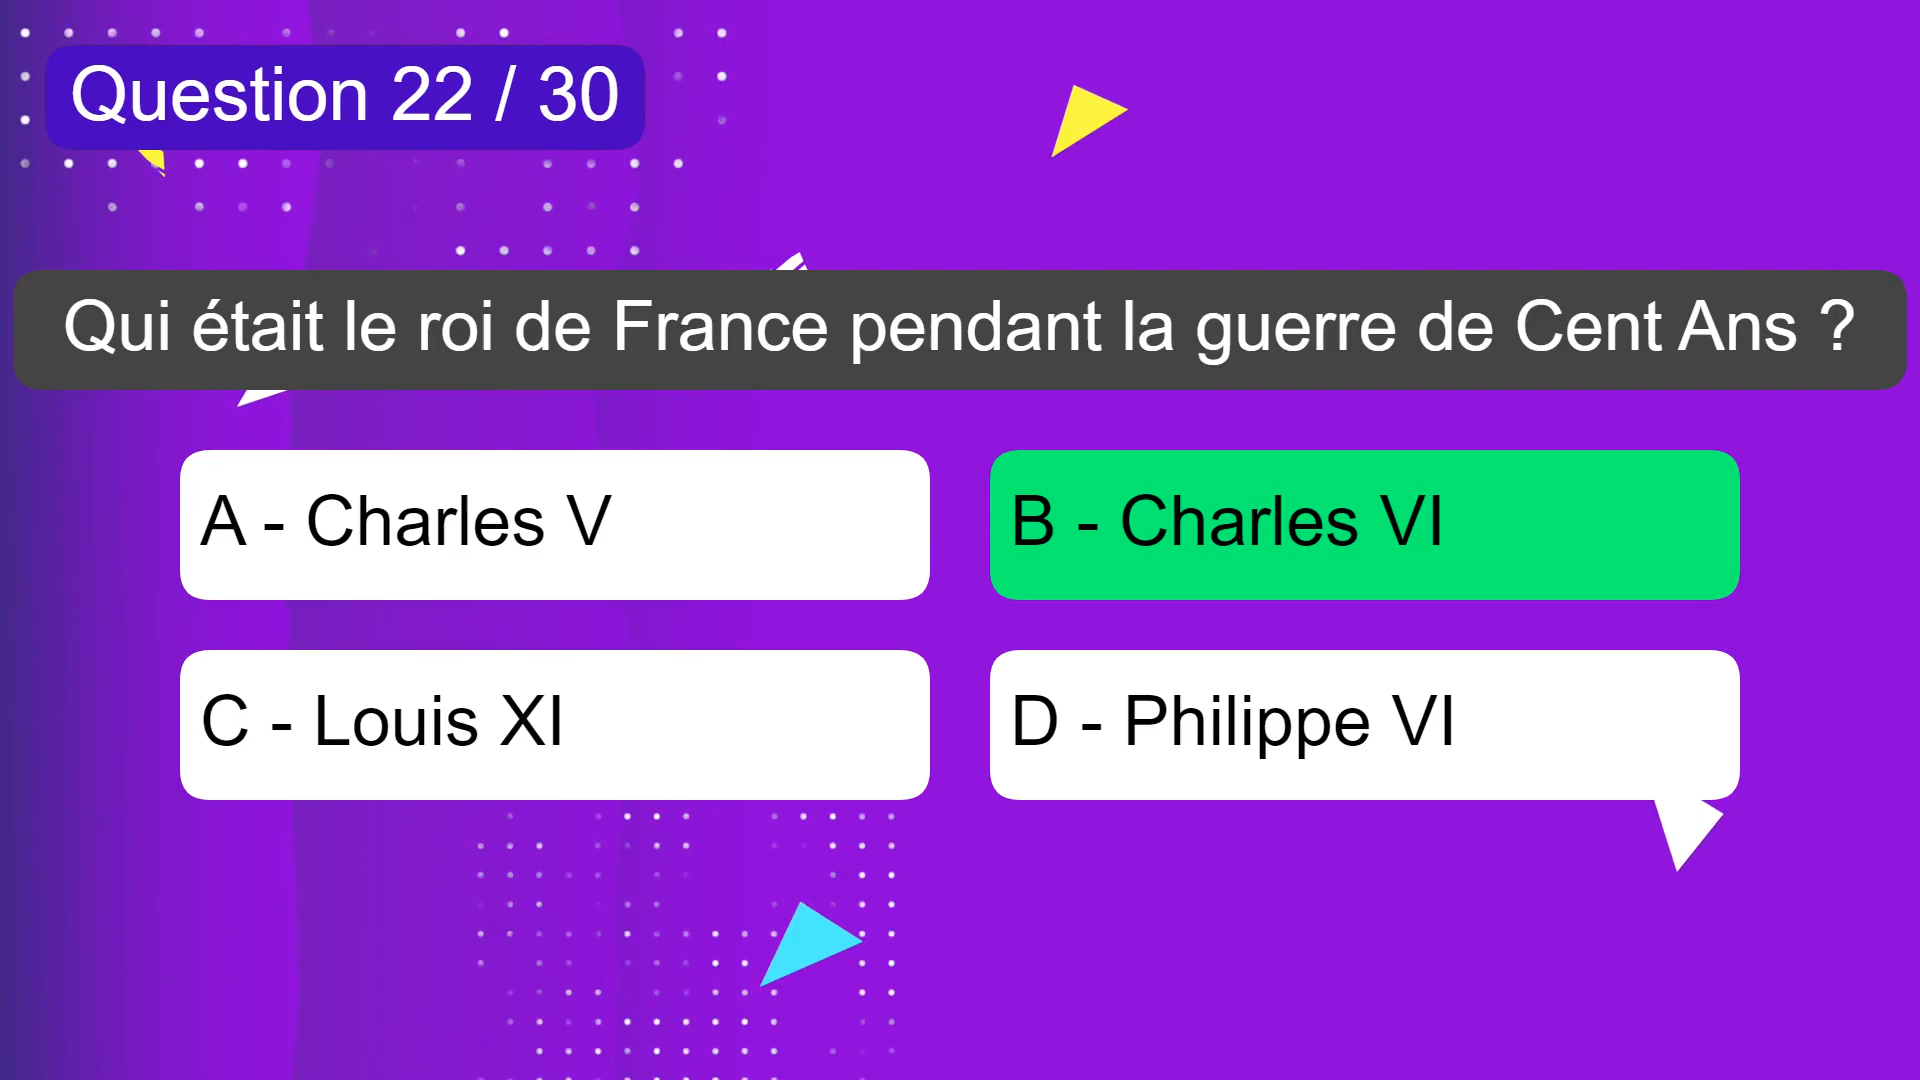 Question 22 / 30
Qui était le roi de France pendant la guerre de Cent Ans ?
A - Charles V
B - Charles VI
C - Louis XI
D - Philippe VI